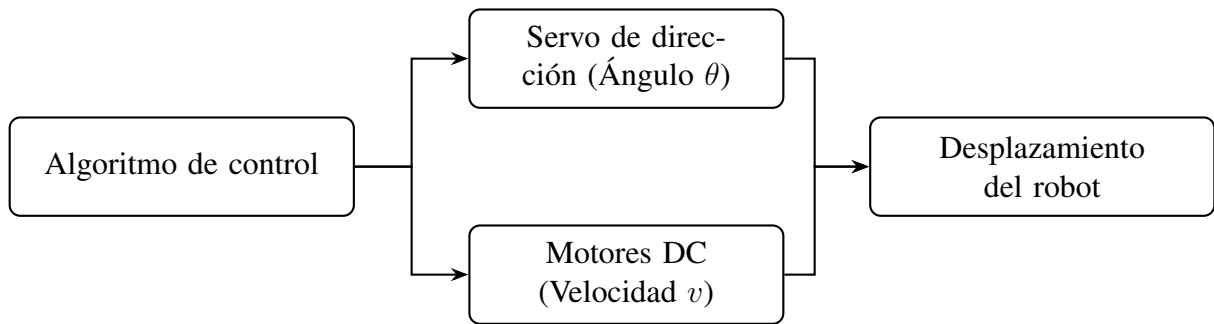 Servo de direc-
ción (Ángulo θ)
Algoritmo de control
Desplazamiento
del robot
Motores DC
(Velocidad v)